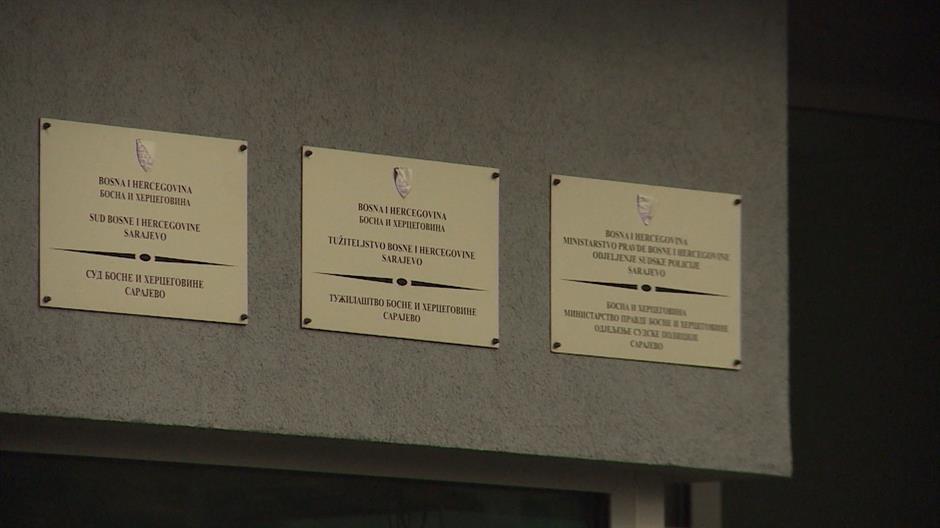 BOSNA I HERCEGOVINA
БОСНА И ХЕРЦЕГОВИНА
SUD BOSNE I HERCEGOVINE
SARAJEVO
СУД БОСНЕ И ХЕРЦЕГОВИНЕ
САРАЈЕВО
BOSNA I HERCEGOVINA
БОСНА И ХЕРЦЕГОВИНА
TUŽITELJSTVO BOSNE I HERCEGOVINE
SARAJEVO
ТУЖИЛАШТВО БОСНЕ И ХЕРЦЕГОВИНЕ
САРАЈЕВО
BOSNA I HERCEGOVINA
MINISTARSTVO PRAVDE BOSNE I HERCEGOVINE
ODJELJENJE SUDSKE POLICIJE
SARAJEVO
БОСНА И ХЕРЦЕГОВИНА
МИНИСТАРСТВО ПРАВДЕ БОСНЕ И ХЕРЦЕГОВИНЕ
ОДЈЕЉЕЊЕ СУДСКЕ ПОЛИЦИЈЕ
САРАЈЕВО